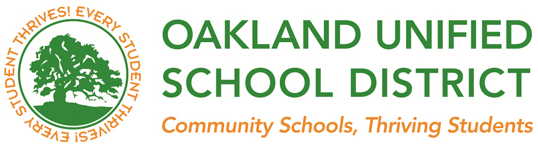 EVERY STUDENT THRIVES! EVERY STUDENT THRIVES!
OAKLAND UNIFIED
SCHOOL DISTRICT
Community Schools, Thriving Students